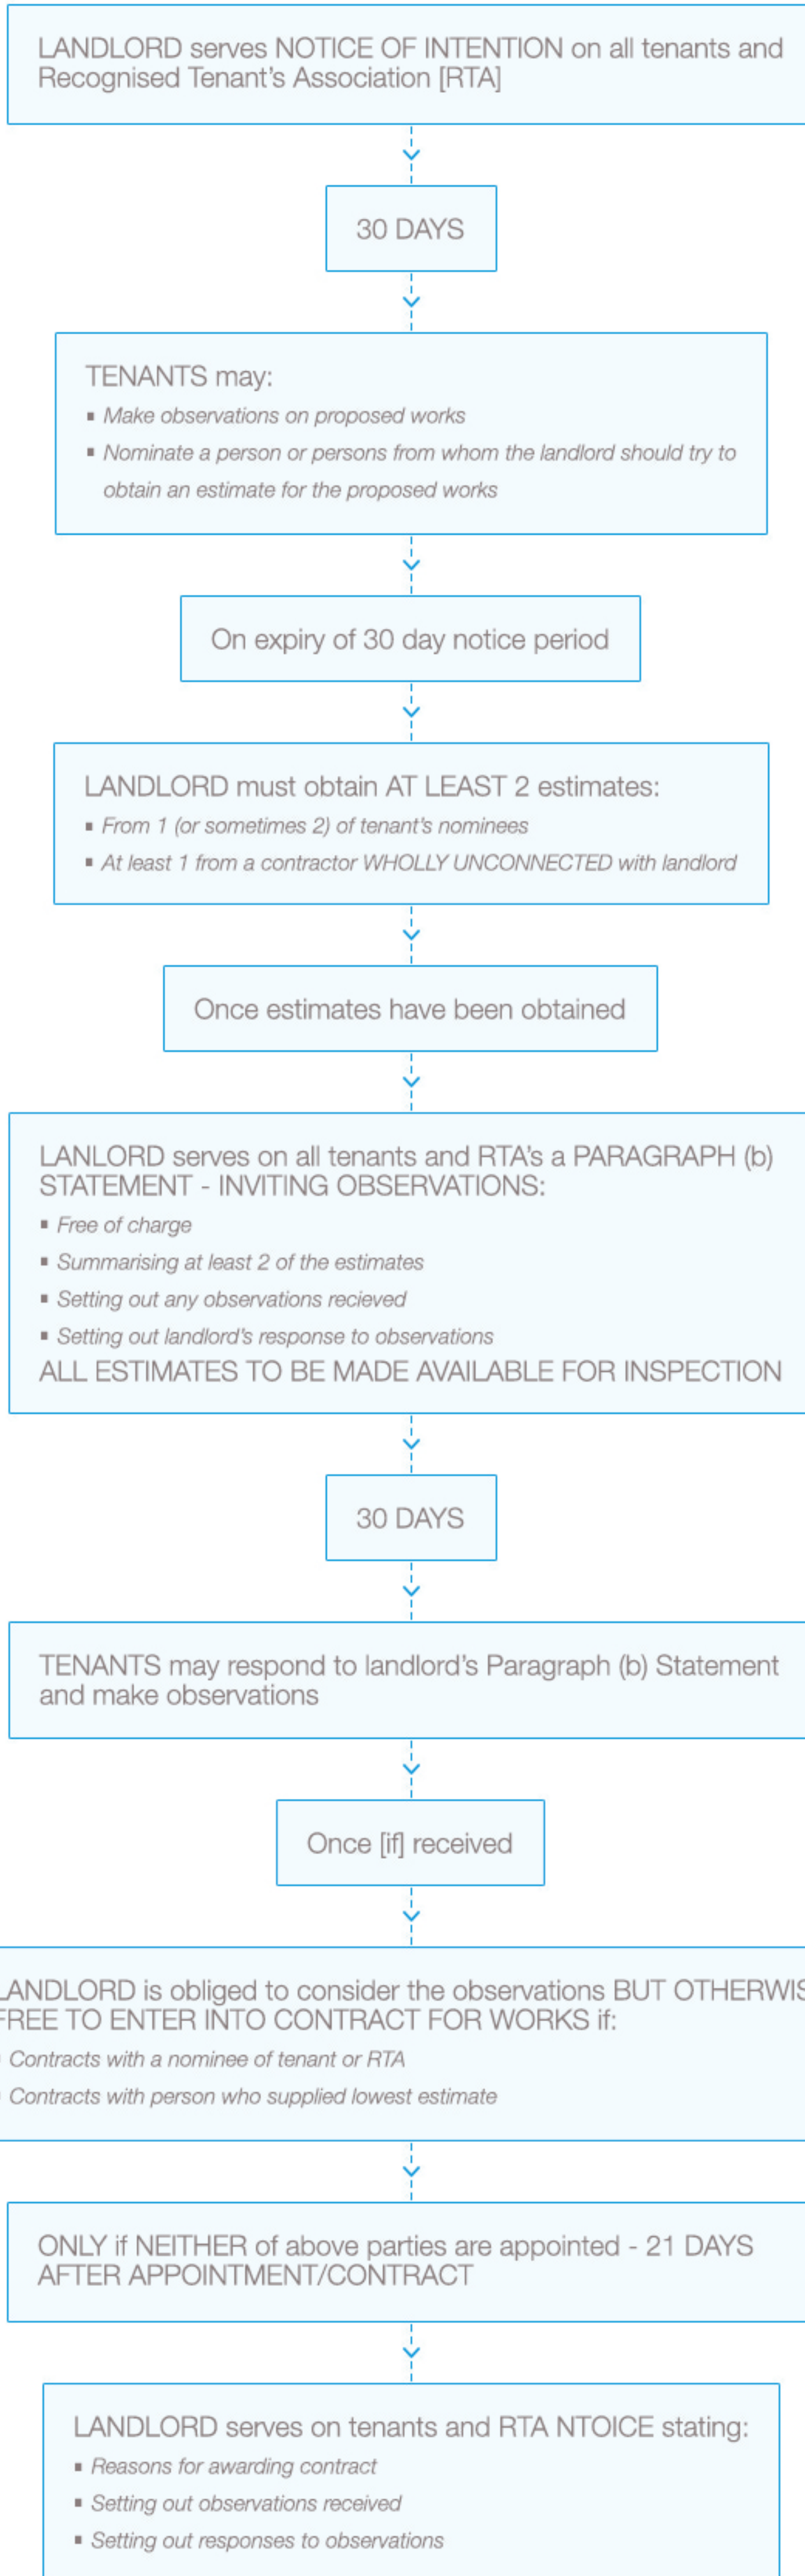 LANDLORD serves NOTICE OF INTENTION on all tenants and
Recognised Tenant's Association [RTA]
30 DAYS
TENANTS may:
▪ Make observations on proposed works
▪ Nominate a person or persons from whom the landlord should try to
obtain an estimate for the proposed works
On expiry of 30 day notice period
LANDLORD must obtain AT LEAST 2 estimates:
▪ From 1 (or sometimes 2) of tenant's nominees
▪ At least 1 from a contractor WHOLLY UNCONNECTED with landlord
Once estimates have been obtained
LANLORD serves on all tenants and RTA's a PARAGRAPH (b)
STATEMENT - INVITING OBSERVATIONS:
▪ Free of charge
▪ Summarising at least 2 of the estimates
▪ Setting out any observations recieved
▪ Setting out landlord's response to observations
ALL ESTIMATES TO BE MADE AVAILABLE FOR INSPECTION
30 DAYS
TENANTS may respond to landlord's Paragraph (b) Statement
and make observations
Once [if] received
LANDLORD is obliged to consider the observations BUT OTHERWIS
FREE TO ENTER INTO CONTRACT FOR WORKS if:
Contracts with a nominee of tenant or RTA
Contracts with person who supplied lowest estimate
ONLY if NEITHER of above parties are appointed - 21 DAYS
AFTER APPOINTMENT/CONTRACT
LANDLORD serves on tenants and RTA NTOICE stating:
▪ Reasons for awarding contract
▪ Setting out observations received
▪ Setting out responses to observations